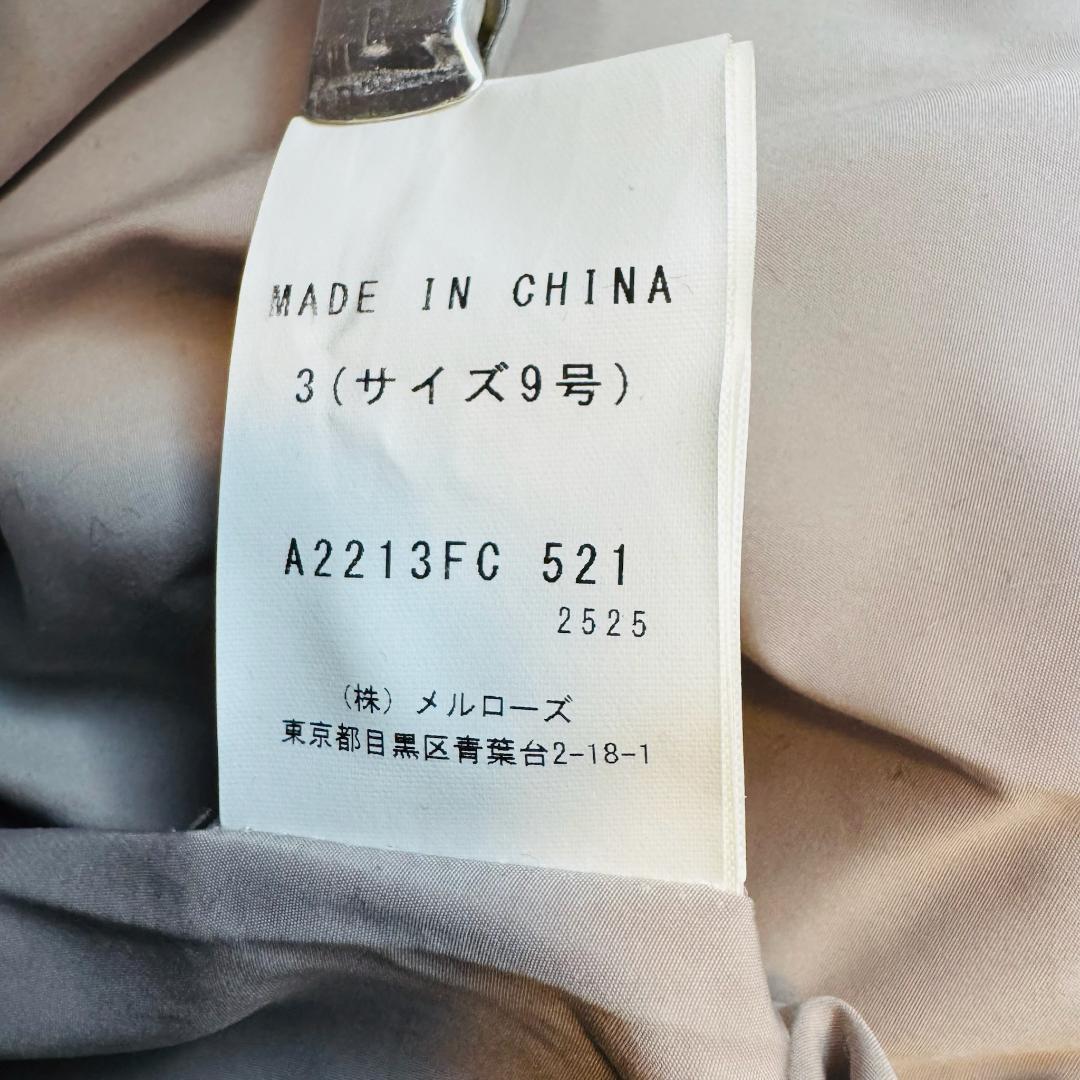 MADE IN CHINA
3(サイズ9号)
A2213FC 521
2525
(株) メルローズ
東京都目黒区青葉台2-18-1